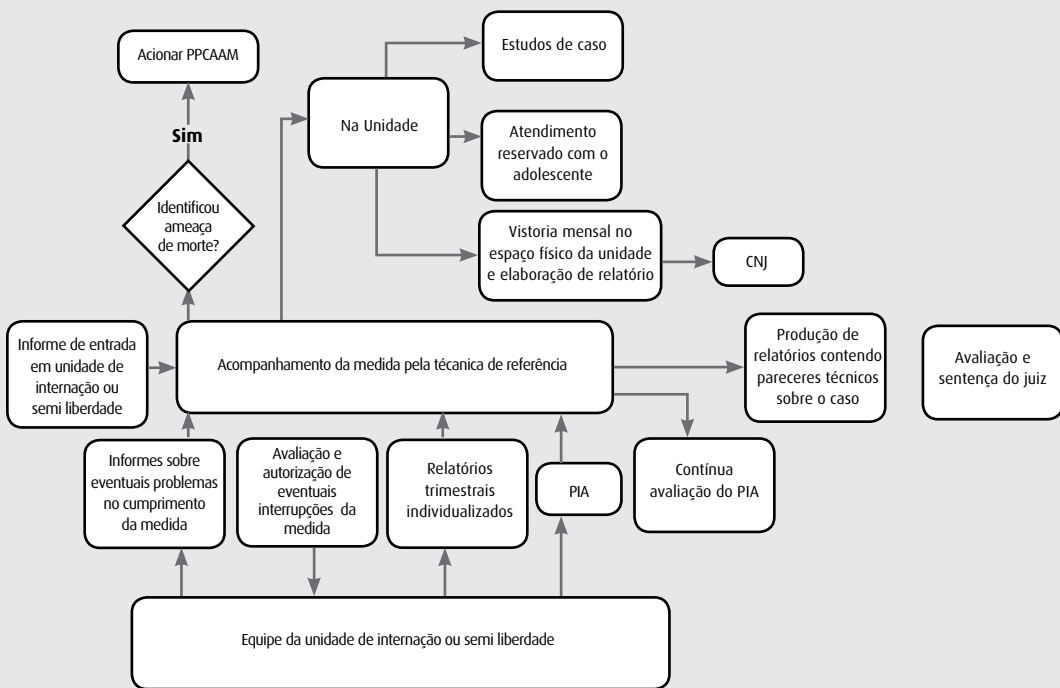 Acionar PPCAAM
Sim
Identificou
ameaça
de morte?
Na Unidade
Estudos de caso
Atendimento
reservado com o
adolescente
Vistoria mensal no
espaço físico da unidade
e elaboração de relatório
CNJ
Informe de entrada
em unidade de
internação ou
semi liberdade
Acompanhamento da medida pela técanica de referência
Produção de
relatórios contendo
pareceres técnicos
sobre o caso
Avaliação e
sentença do juiz
Informes sobre
eventuais problemas
no cumprimento
da medida
Avaliação e
autorização de
eventuais
interrupções da
medida
Relatórios
trimestrais
individualizados
PIA
Contínua
avaliação do PIA
Equipe da unidade de internação ou semi liberdade